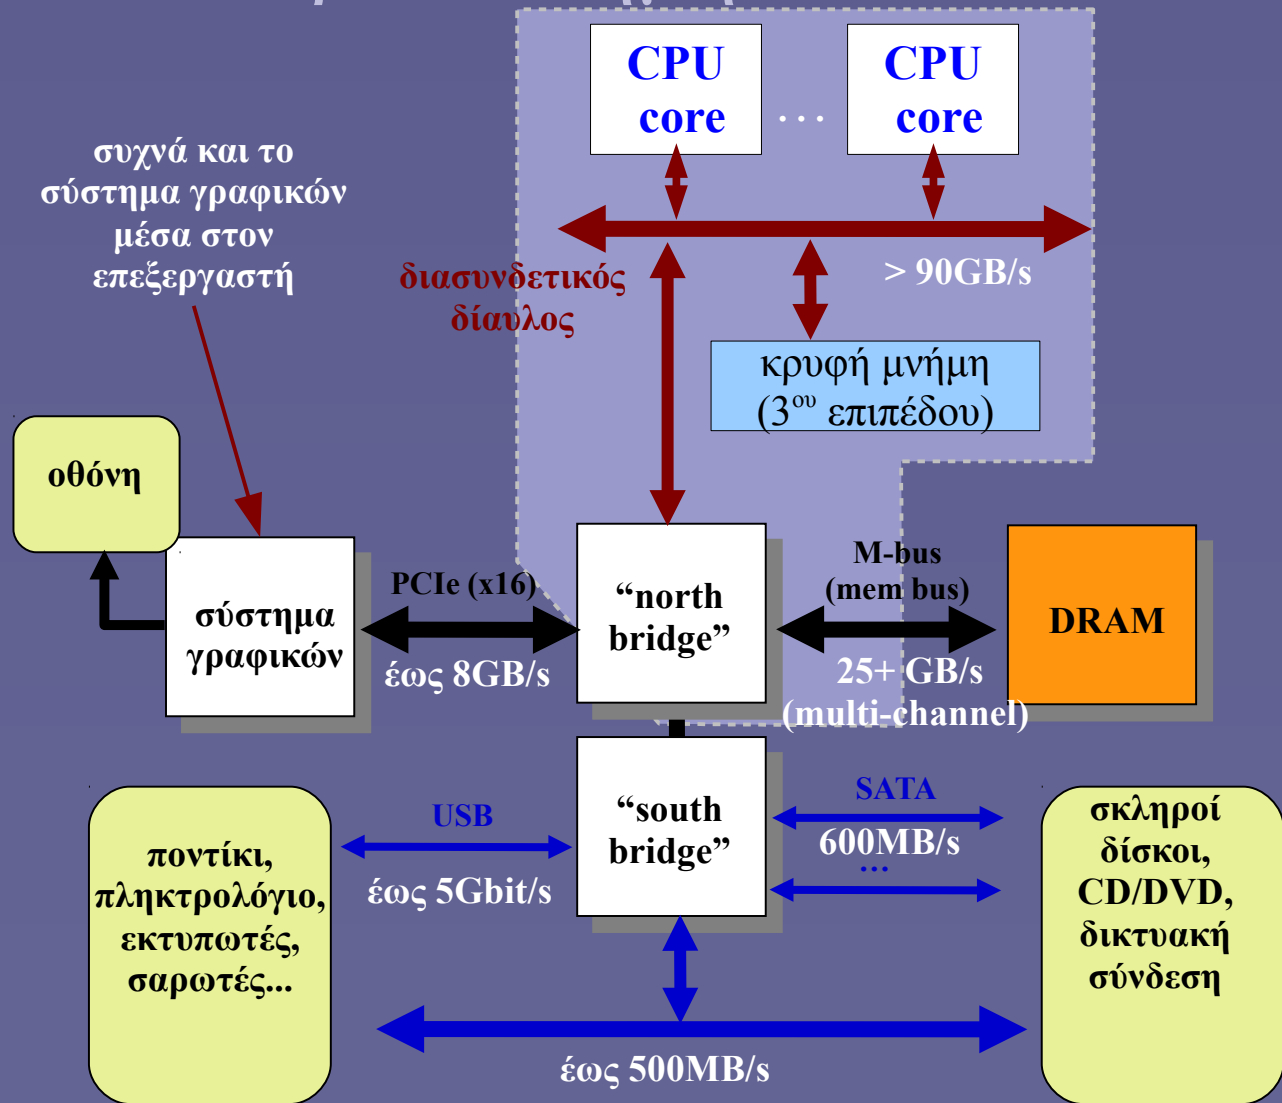 CPU
core
…
CPU
core
συχνά και το
σύστημα γραφικών
μέσα στον
επεξεργαστή
διασυνδετικός
δίαυλος
> 90GB/s
κρυφή μνήμη
(3ου επιπέδου)
οθόνη
σύστημα
γραφικών
PCIe (x16)
έως 8GB/s
“north
bridge”
M-bus
(mem bus)
25+ GB/s
(multi-channel)
DRAM
ποντίκι,
πληκτρολόγιο,
εκτυπωτές,
σαρωτές...
USB
έως 5Gbit/s
“south
bridge”
SATA
600MB/s
…
σκληροί
δίσκοι,
CD/DVD,
δικτυακή
σύνδεση
έως 500MB/s